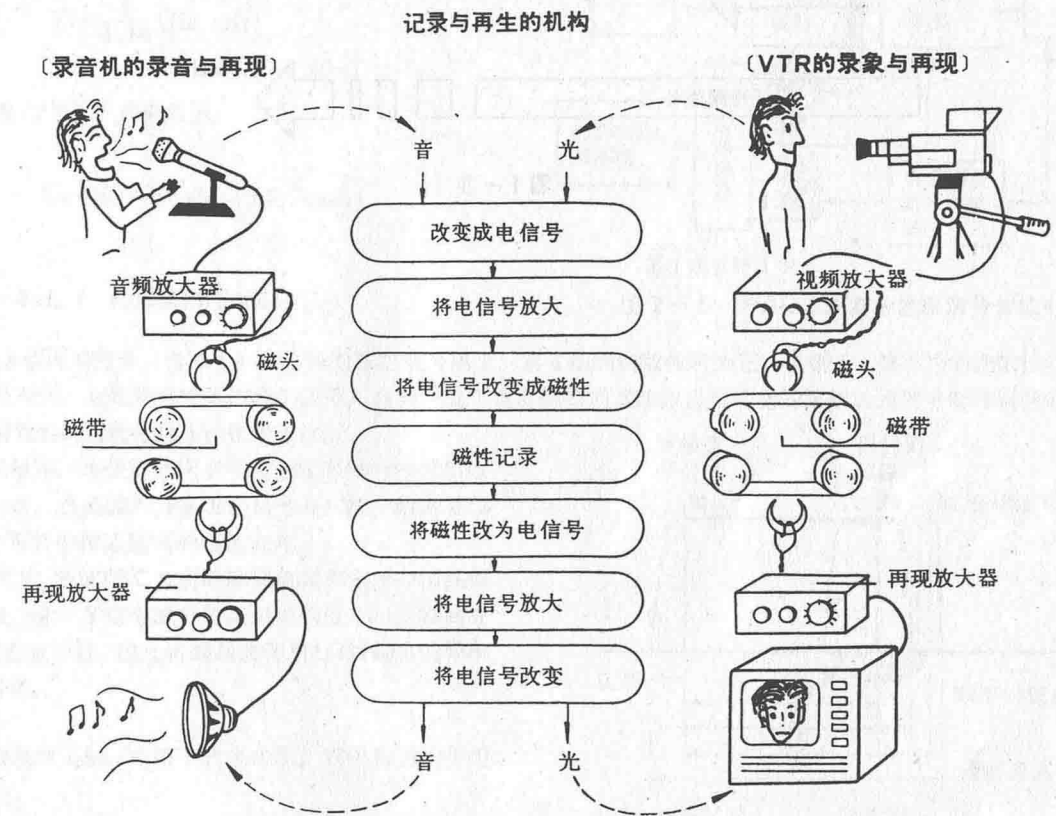 记录与再生的机构
〔录音机的录音与再现〕
〔VTR的录象与再现〕
音
光
改变成电信号
音频放大器
视频放大器
将电信号放大
磁头
磁头
将电信号改变成磁性
磁带
磁带
磁性记录
将磁性改为电信号
再现放大器
再现放大器
将电信号放大
将电信号改变
音
光